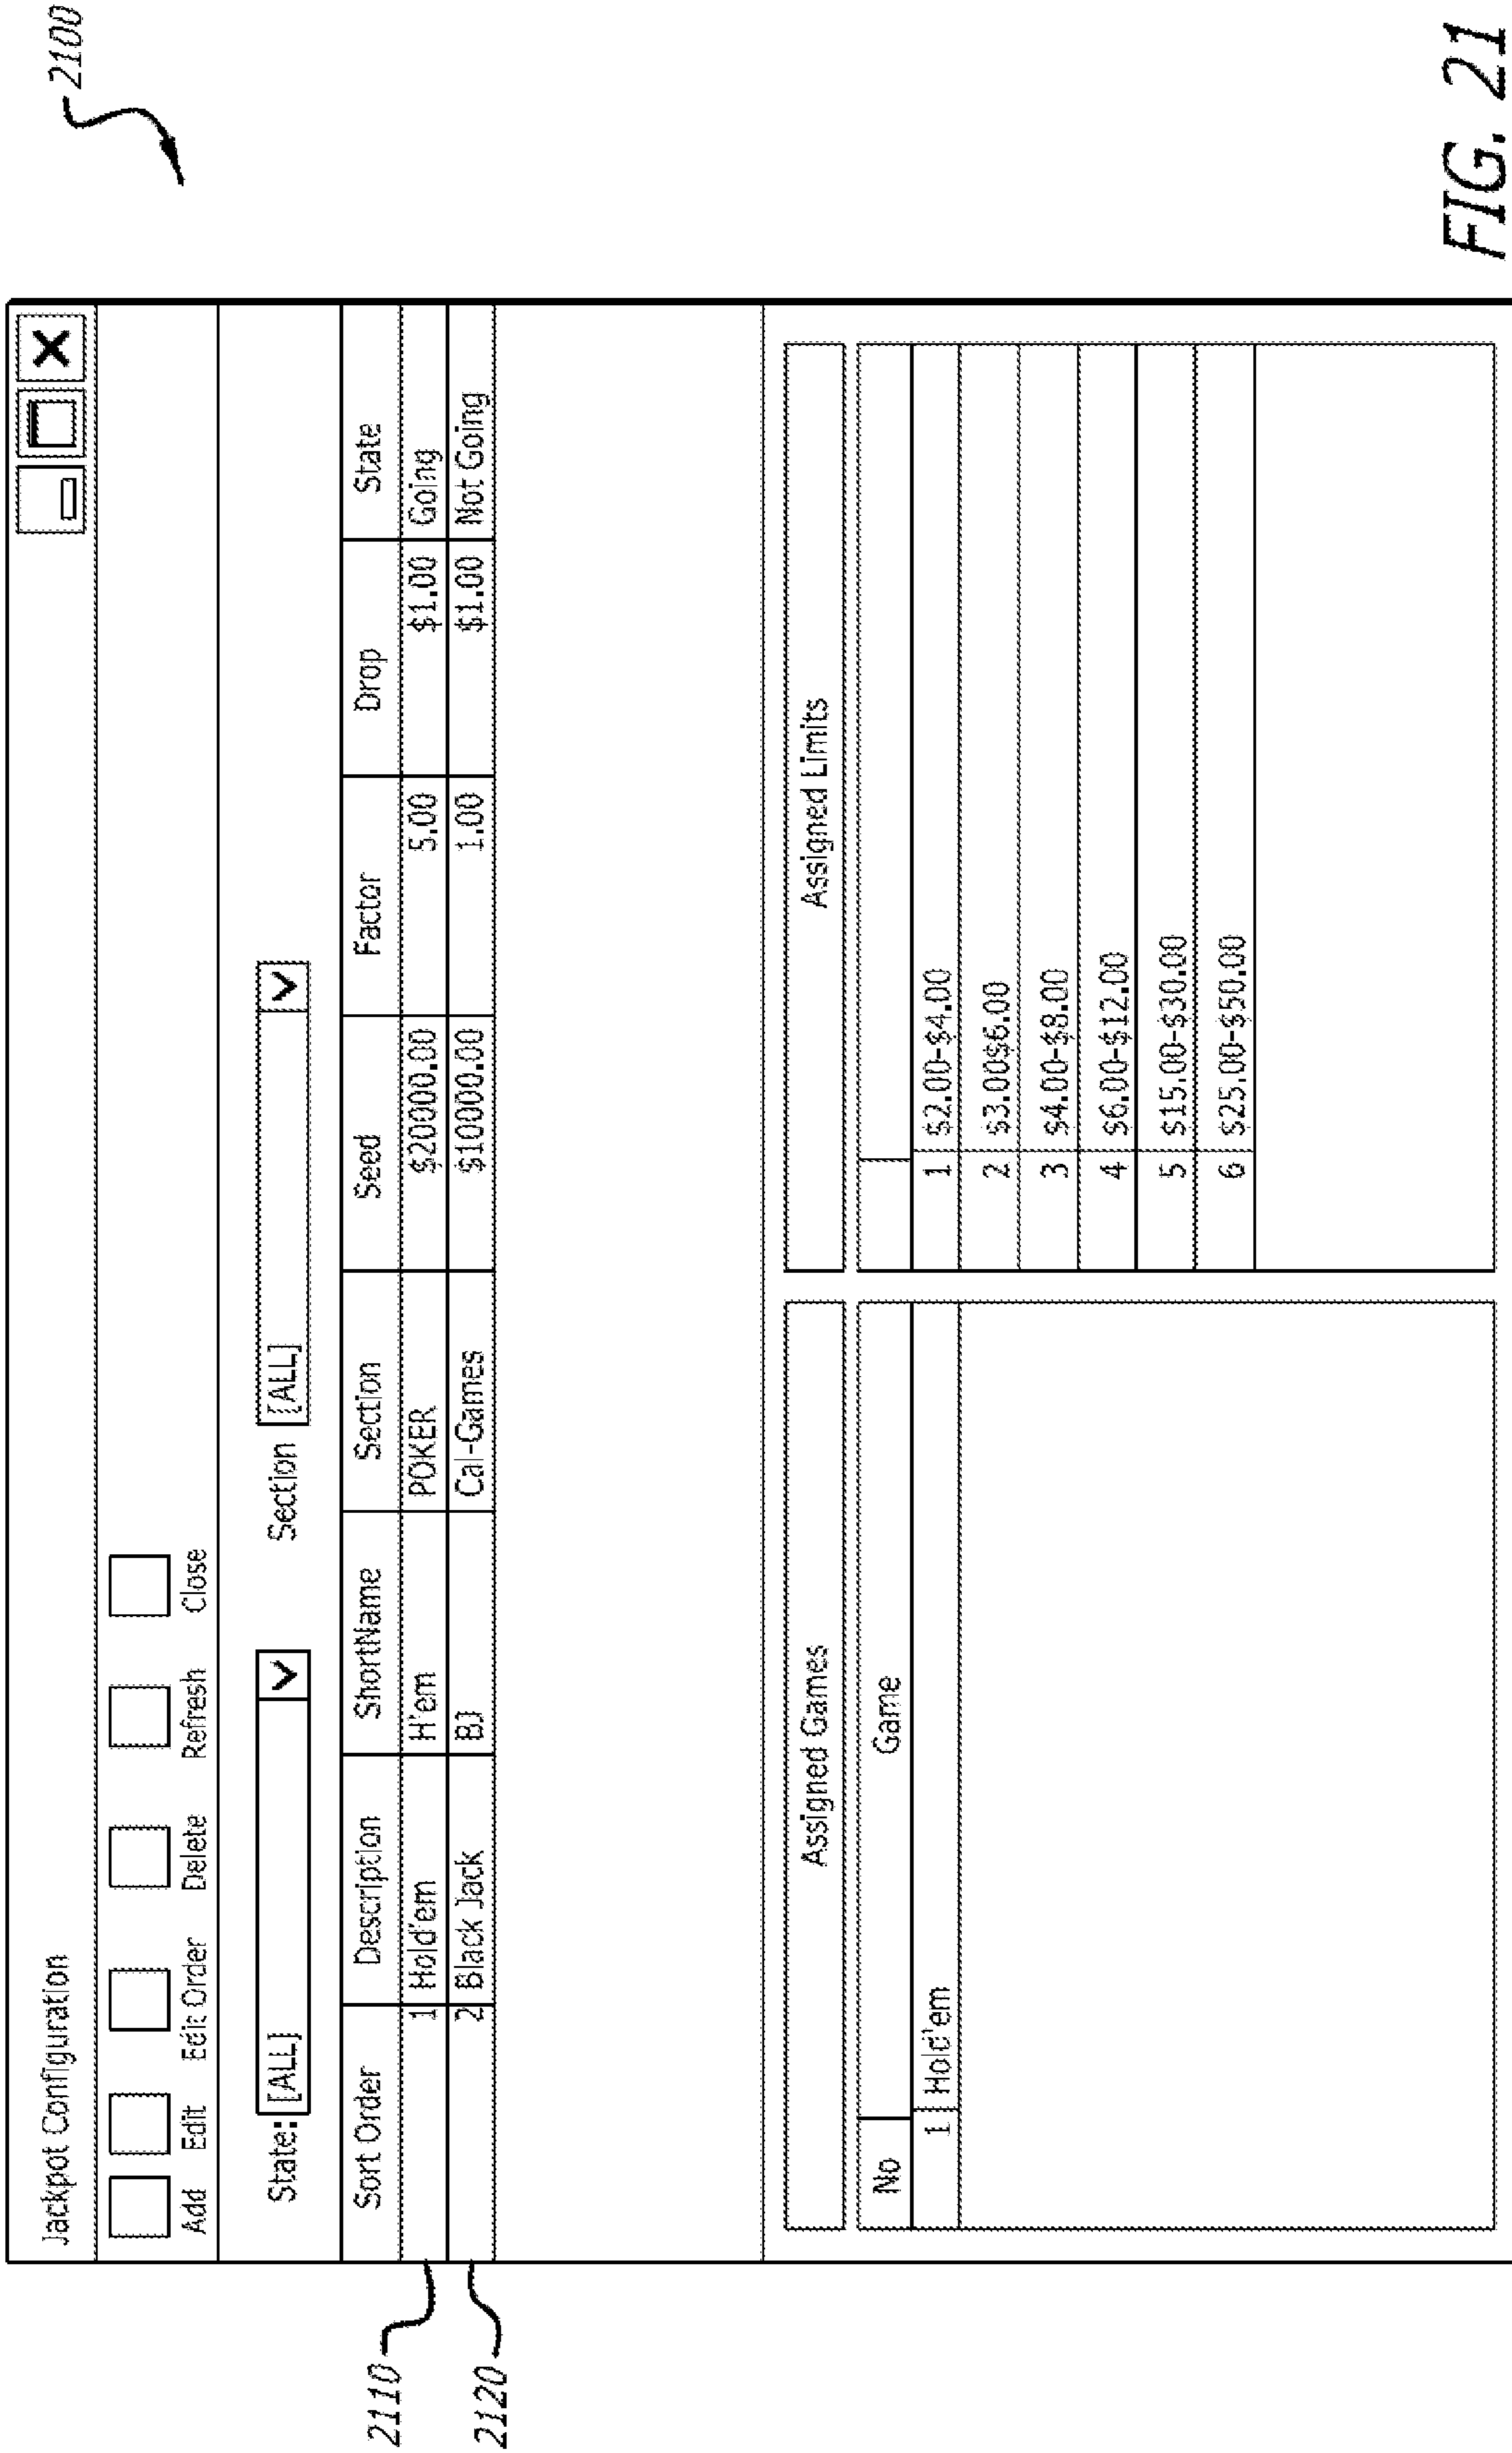 2100
Jackpot Configuration
Add Edit Edit Order Delete Refresh Close
State: [ALL] Section [ALL]
Sort Order Description ShortName Section Seed Factor Drop State
2110 1 Hold'em H'em POKER $20000.00 5.00 $1.00 Going
2120 2 Black Jack BJ Cal-Games $10000.00 1.00 $1.00 Not Going
Assigned Games Assigned Limits
No Game
1 Hold'em 1 $2.00-$4.00
2 $3.00$6.00
3 $4.00-$8.00
4 $6.00-$12.00
5 $15.00-$30.00
6 $25.00-$50.00
FIG. 21